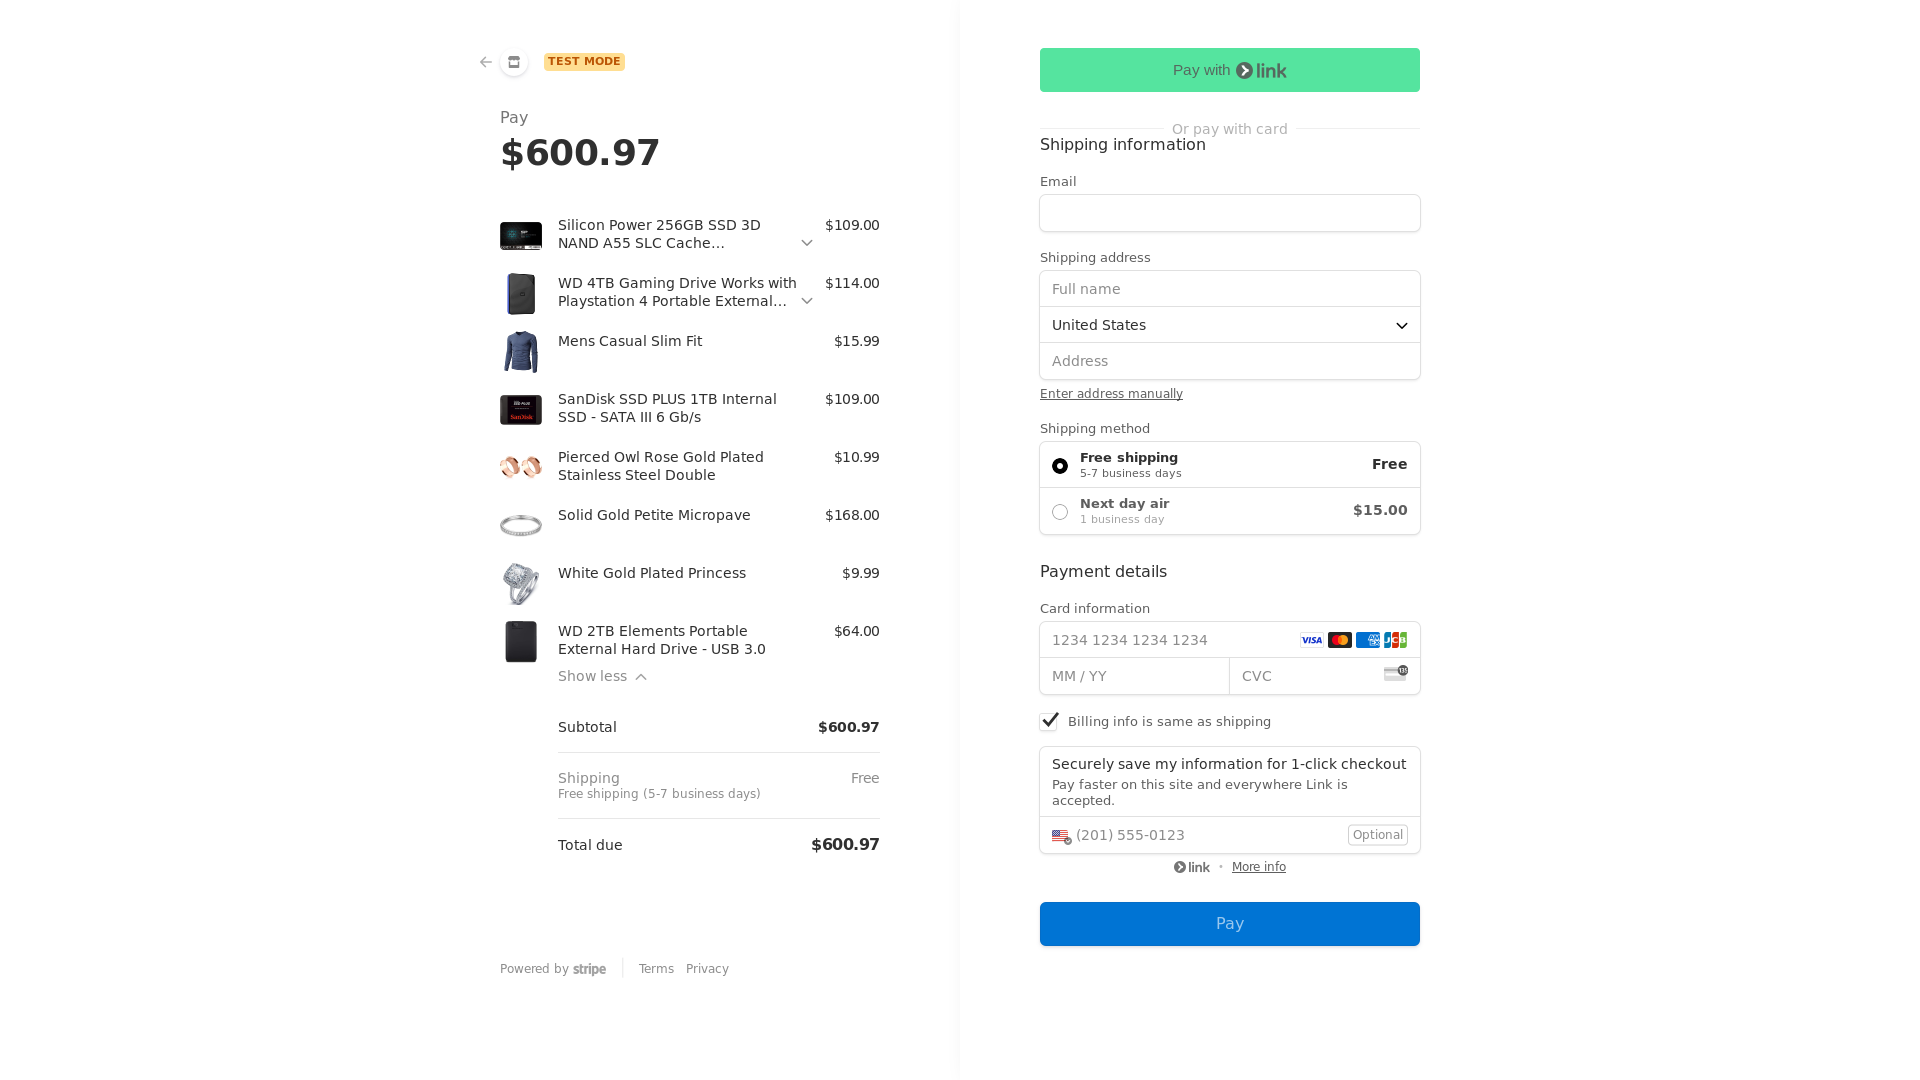 TEST MODE
Pay
$600.97
Silicon Power 256GB SSD 3D $109.00
NAND A55 SLC Cache…
WD 4TB Gaming Drive Works with $114.00
Playstation 4 Portable External…
Mens Casual Slim Fit $15.99
SanDisk SSD PLUS 1TB Internal $109.00
SSD - SATA III 6 Gb/s
Pierced Owl Rose Gold Plated $10.99
Stainless Steel Double
Solid Gold Petite Micropave $168.00
White Gold Plated Princess $9.99
WD 2TB Elements Portable $64.00
External Hard Drive - USB 3.0
Show less
Subtotal $600.97
Shipping Free
Free shipping (5-7 business days)
Total due $600.97
Powered by stripe Terms Privacy
Pay with link
Or pay with card
Shipping information
Email
Shipping address
Full name
United States
Address
Enter address manually
Shipping method
Free shipping Free
5-7 business days
Next day air $15.00
1 business day
Payment details
Card information
1234 1234 1234 1234 VISA JCB
MM / YY CVC
Billing info is same as shipping
Securely save my information for 1-click checkout
Pay faster on this site and everywhere Link is
accepted.
(201) 555-0123 Optional
link • More info
Pay